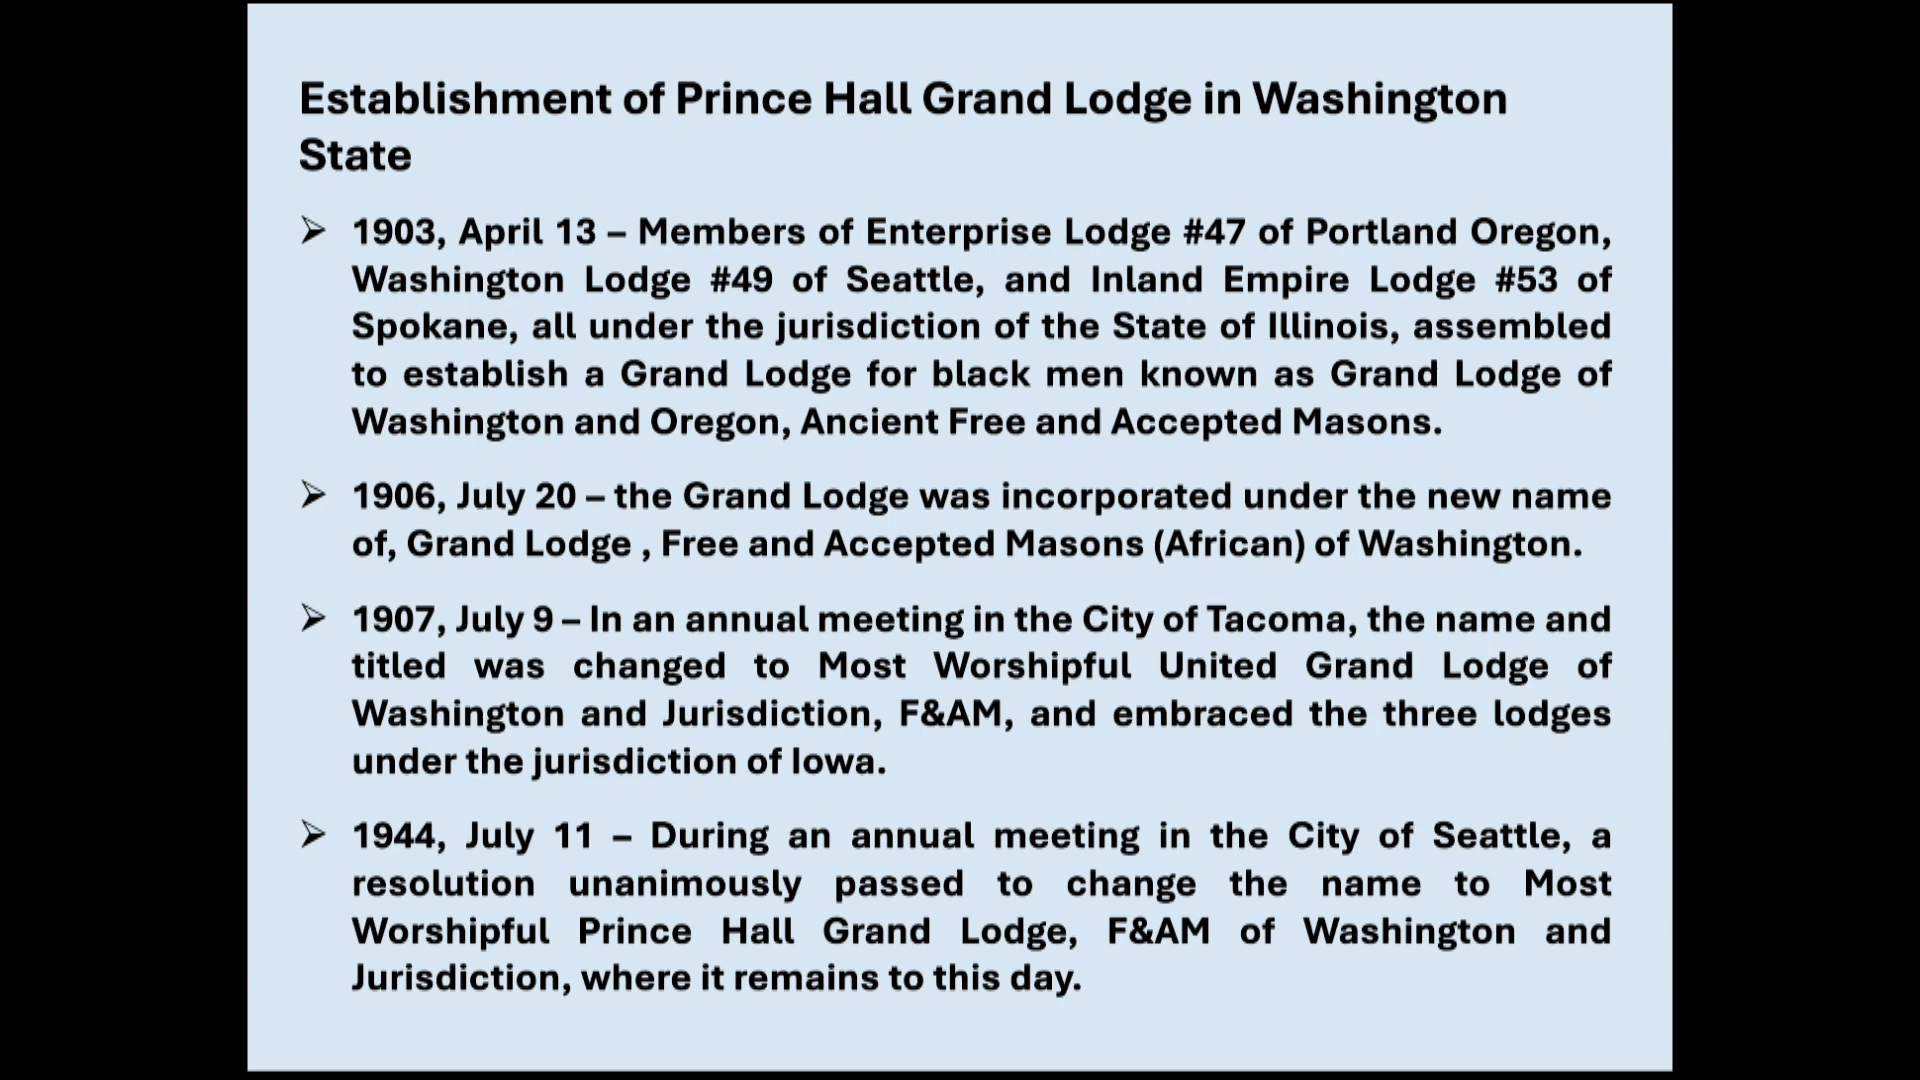 Establishment of Prince Hall Grand Lodge in Washington
State
➢ 1903, April 13 – Members of Enterprise Lodge #47 of Portland Oregon,
Washington Lodge #49 of Seattle, and Inland Empire Lodge #53 of
Spokane, all under the jurisdiction of the State of Illinois, assembled
to establish a Grand Lodge for black men known as Grand Lodge of
Washington and Oregon, Ancient Free and Accepted Masons.
➢ 1906, July 20 – the Grand Lodge was incorporated under the new name
of, Grand Lodge , Free and Accepted Masons (African) of Washington.
➢ 1907, July 9 – In an annual meeting in the City of Tacoma, the name and
titled was changed to Most Worshipful United Grand Lodge of
Washington and Jurisdiction, F&AM, and embraced the three lodges
under the jurisdiction of Iowa.
➢ 1944, July 11 – During an annual meeting in the City of Seattle, a
resolution unanimously passed to change the name to Most
Worshipful Prince Hall Grand Lodge, F&AM of Washington and
Jurisdiction, where it remains to this day.